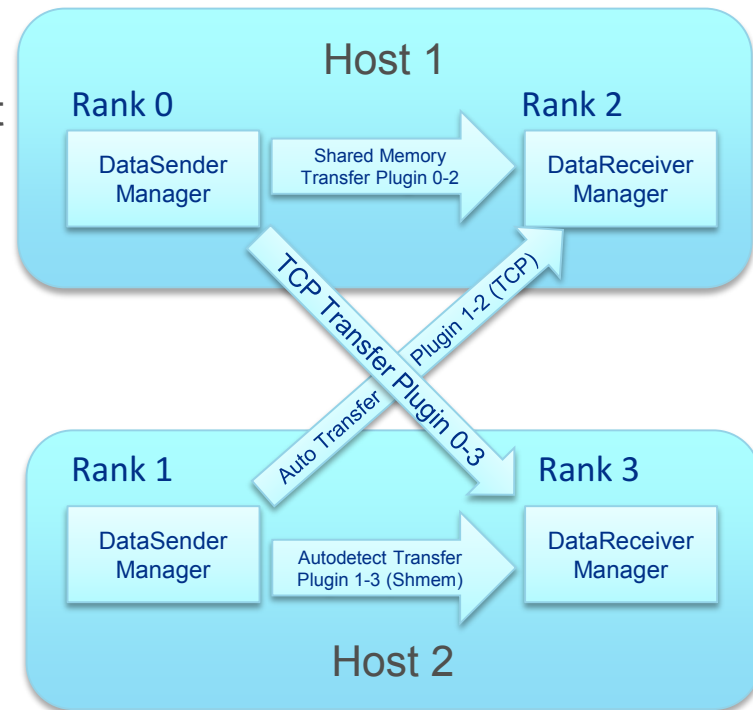 Host 1
Rank 0
Rank 2
DataSender
Manager
Shared Memory
Transfer Plugin 0-2
DataReceiver
Manager
TCP Transfer Plugin 0-3
Auto Transfer Plugin 1-2 (TCP)
Rank 1
Rank 3
DataSender
Manager
Autodetect Transfer
Plugin 1-3 (Shmem)
DataReceiver
Manager
Host 2